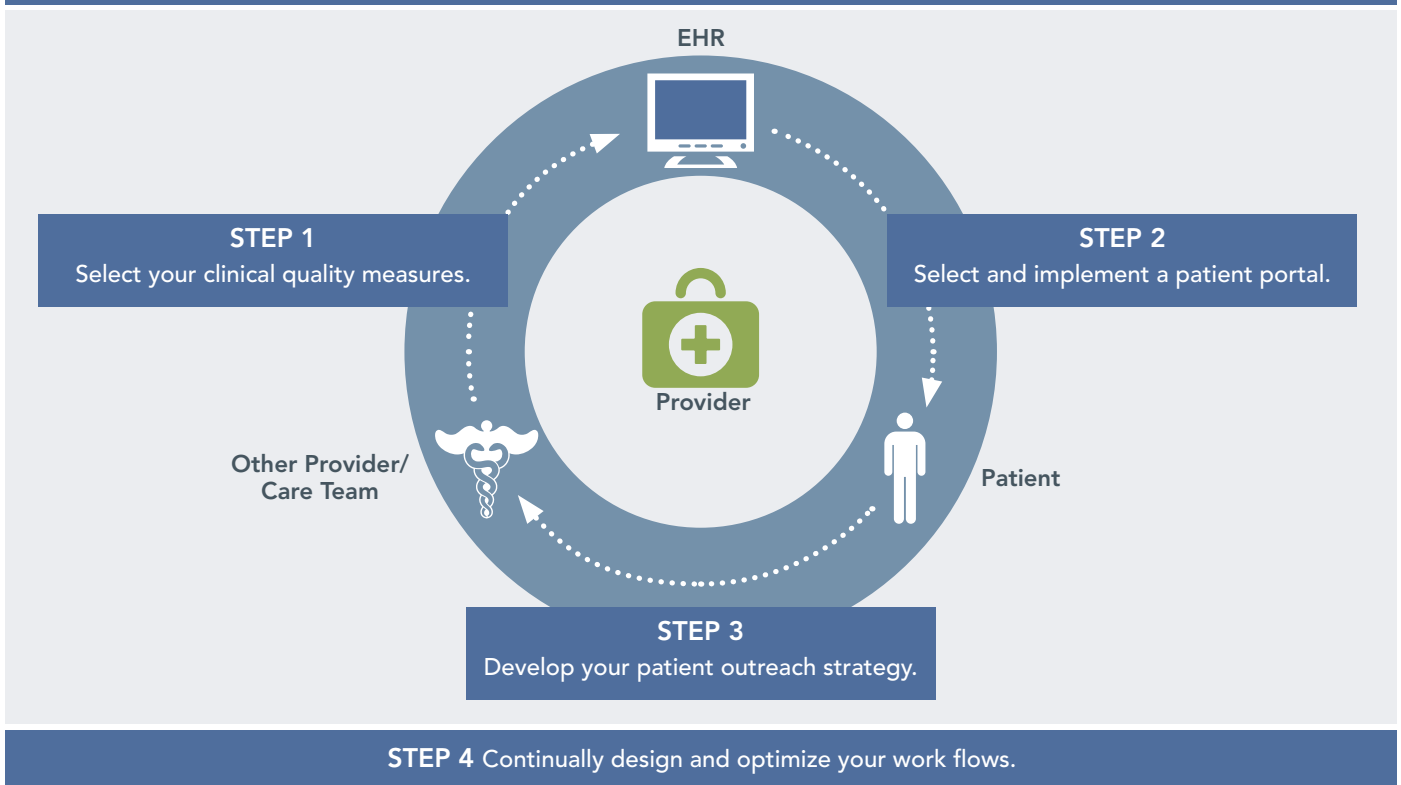 EHR
STEP 1
Select your clinical quality measures.
STEP 2
Select and implement a patient portal.
Provider
Other Provider/
Care Team
Patient
STEP 3
Develop your patient outreach strategy.
STEP 4 Continually design and optimize your work flows.